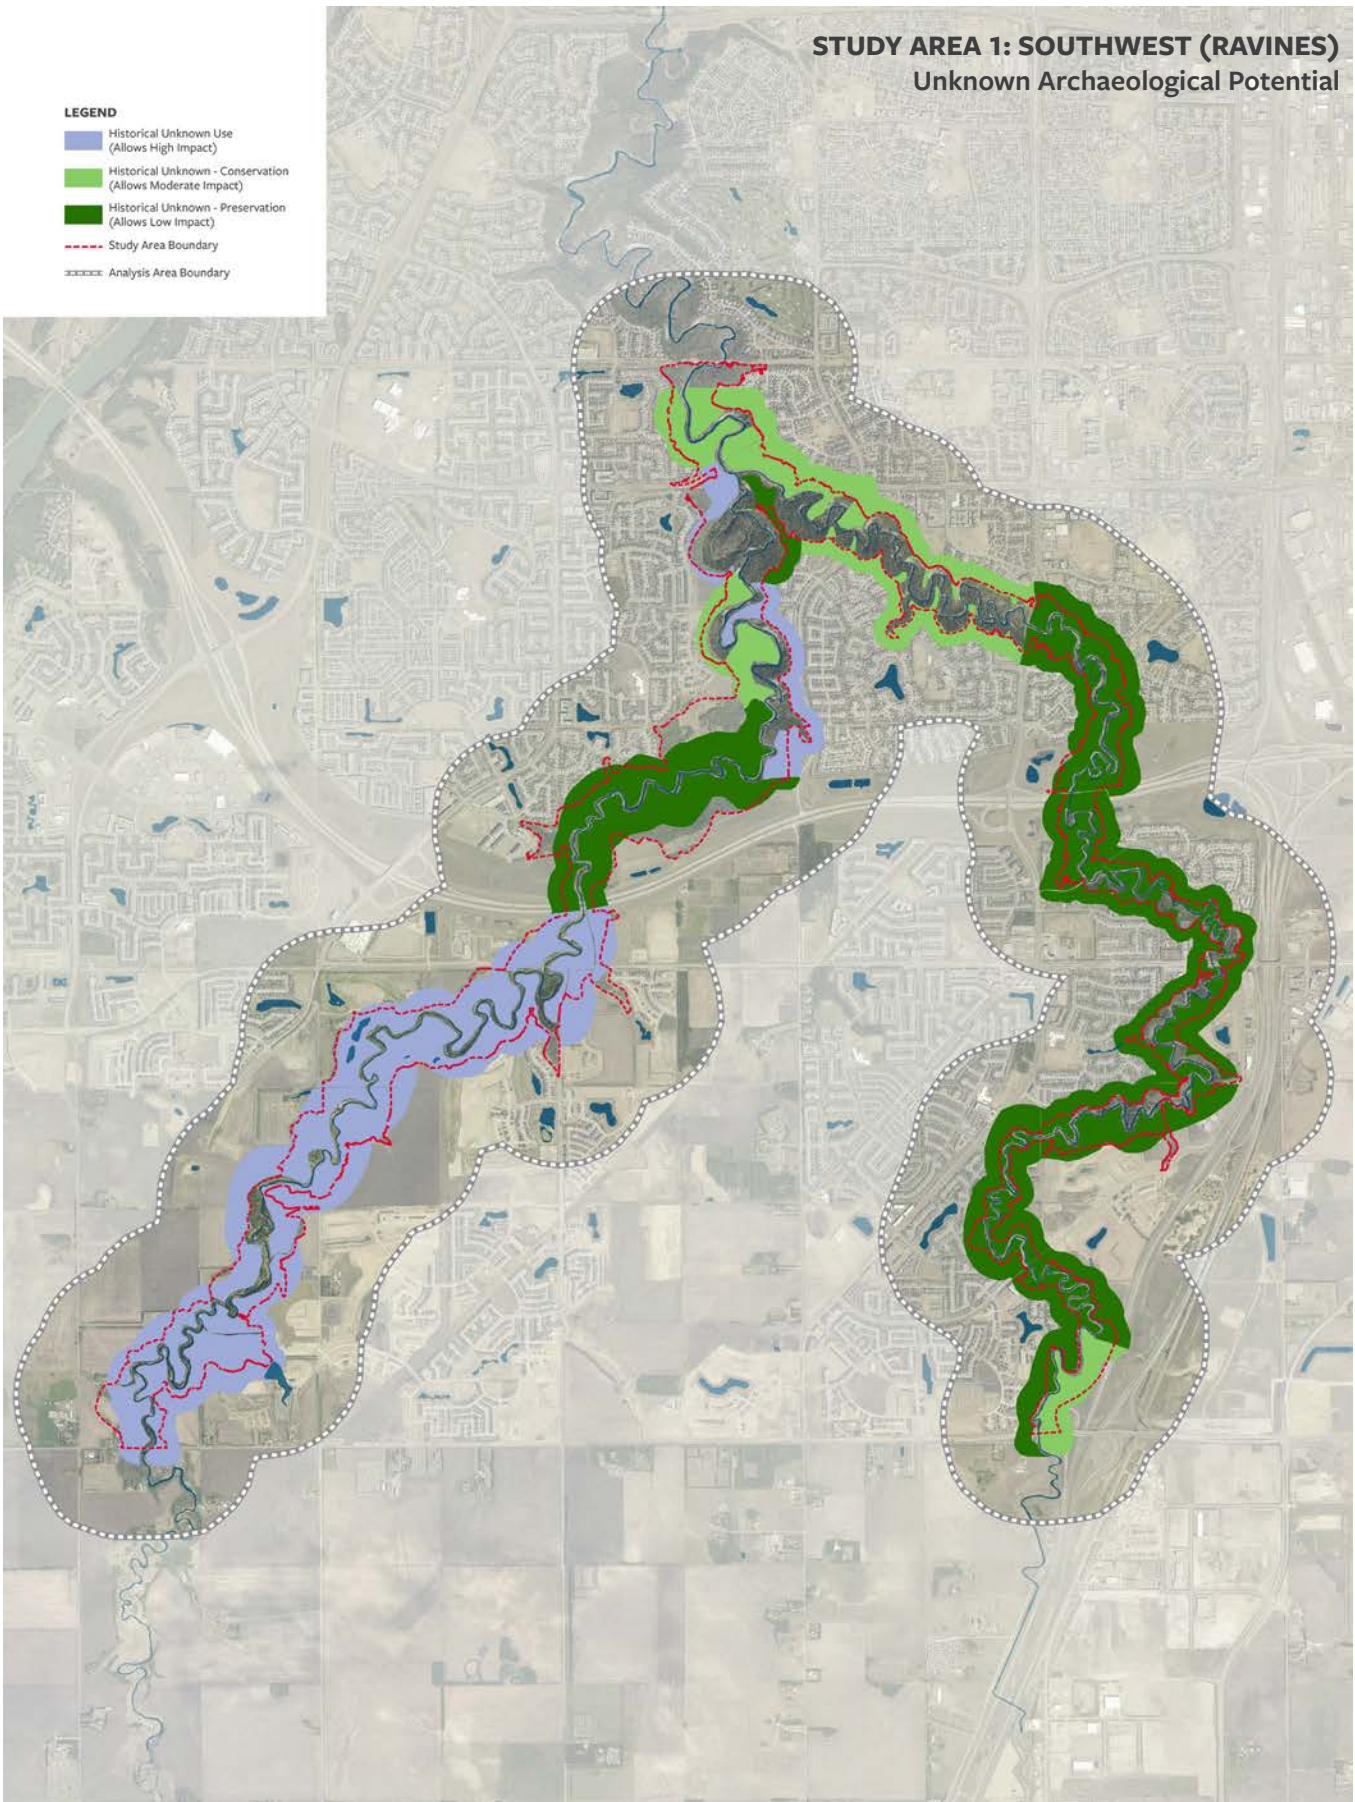 STUDY AREA 1: SOUTHWEST (RAVINES)
Unknown Archaeological Potential
LEGEND
Historical Unknown Use
(Allows High Impact)
Historical Unknown - Conservation
(Allows Moderate Impact)
Historical Unknown - Preservation
(Allows Low Impact)
Study Area Boundary
Analysis Area Boundary